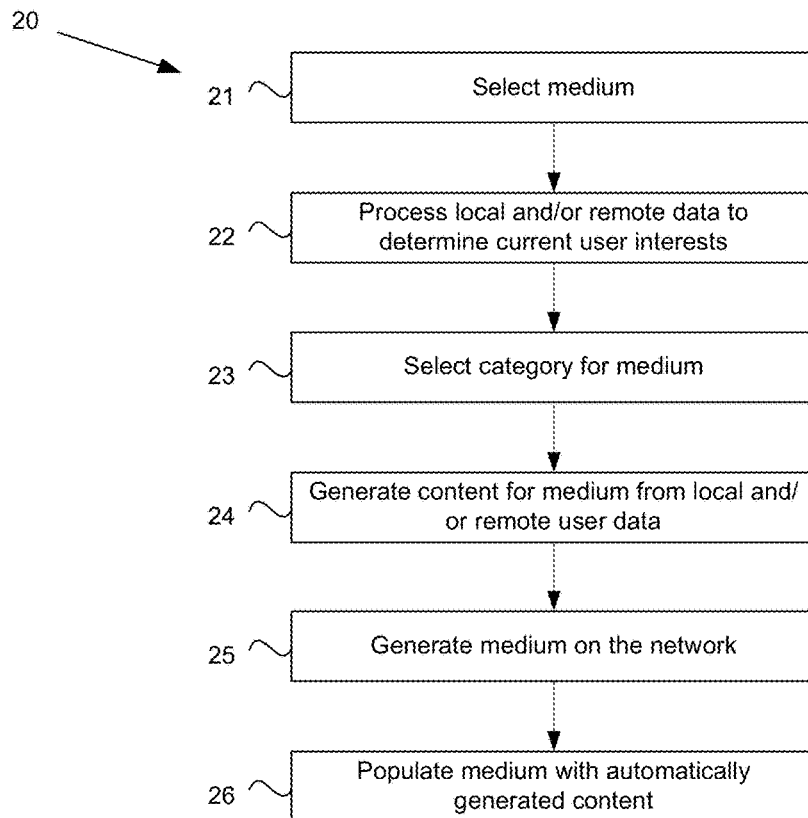 20
21
Select medium
22
Process local and/or remote data to
determine current user interests
23
Select category for medium
24
Generate content for medium from local and/
or remote user data
25
Generate medium on the network
26
Populate medium with automatically
generated content